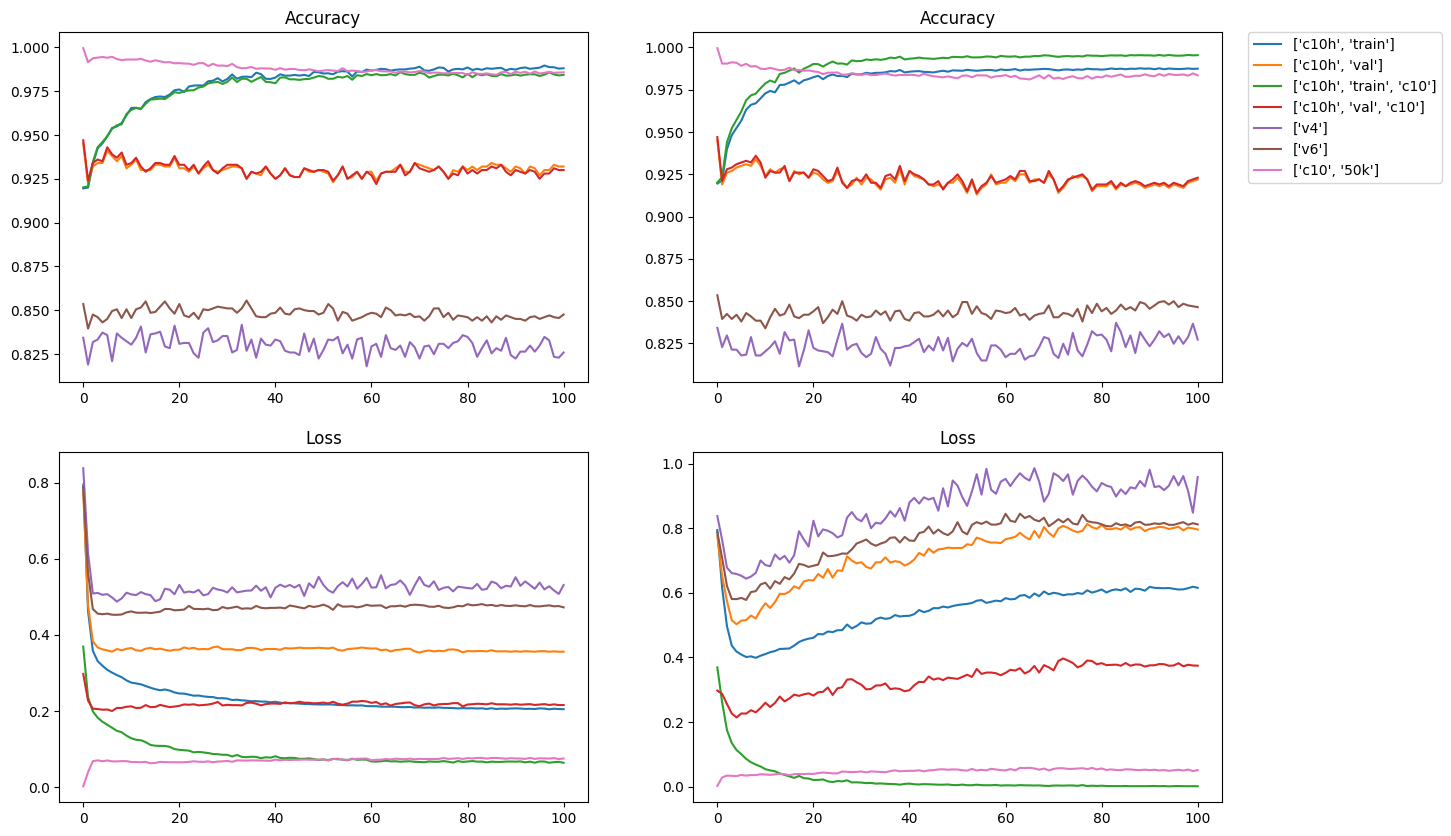 Accuracy
1.000
0.975
0.950
0.925
0.900
0.875
0.850
0.825
0 20 40 60 80 100
Accuracy
1.000
0.975
0.950
0.925
0.900
0.875
0.850
0.825
0 20 40 60 80 100
['c10h', 'train']
['c10h', 'val']
['c10h', 'train', 'c10']
['c10h', 'val', 'c10']
['v4']
['v6']
['c10', '50k']
Loss
0.8
0.6
0.4
0.2
0.0
0 20 40 60 80 100
Loss
1.0
0.8
0.6
0.4
0.2
0.0
0 20 40 60 80 100